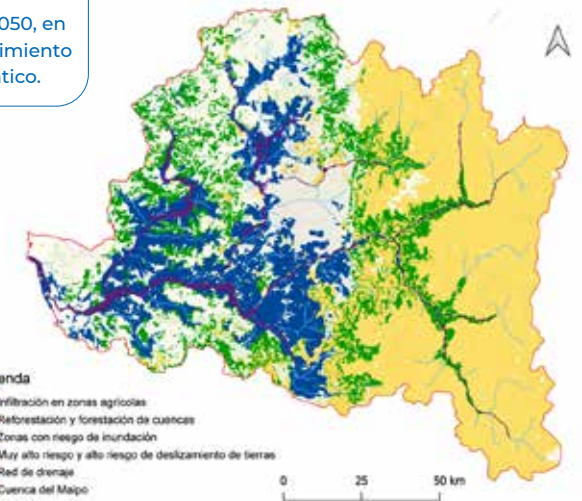 050, en
imiento
tico.
enda
Infiltración en zonas agrícolas
Reforestación y forestación de cuencas
Zonas con riesgo de inundación
Muy alto riesgo y alto riesgo de deslizamiento de tierras
Red de drenaje
Cuenca del Maipo
0 25 50 km